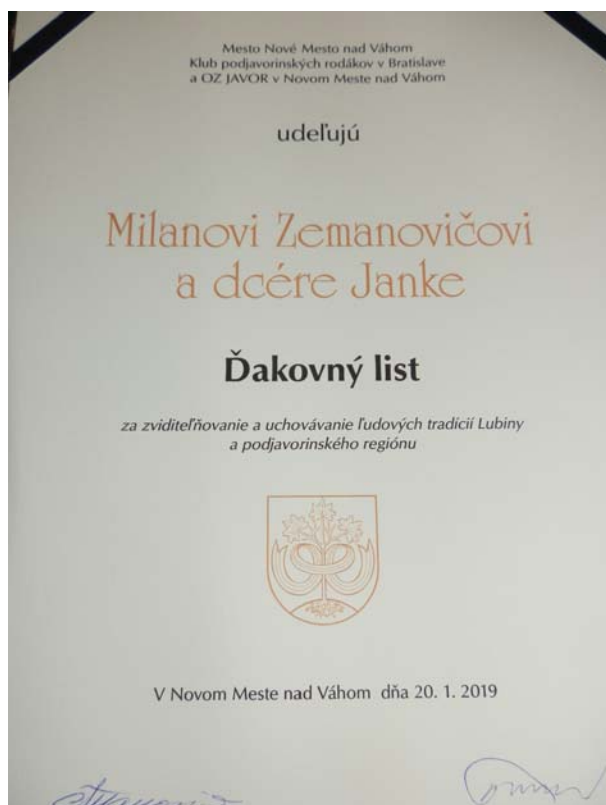 Mesto Nové Mesto nad Váhom
Klub podjavorinských rodákov v Bratislave
a OZ JAVOR v Novom Meste nad Váhom
udeľujú
Milanovi Zemanovičovi
a dcére Janke
Ďakovný list
za zviditeľňovanie a uchovávanie ľudových tradícií Lubiny
a podjavorinského regiónu
V Novom Meste nad Váhom dňa 20. 1. 2019